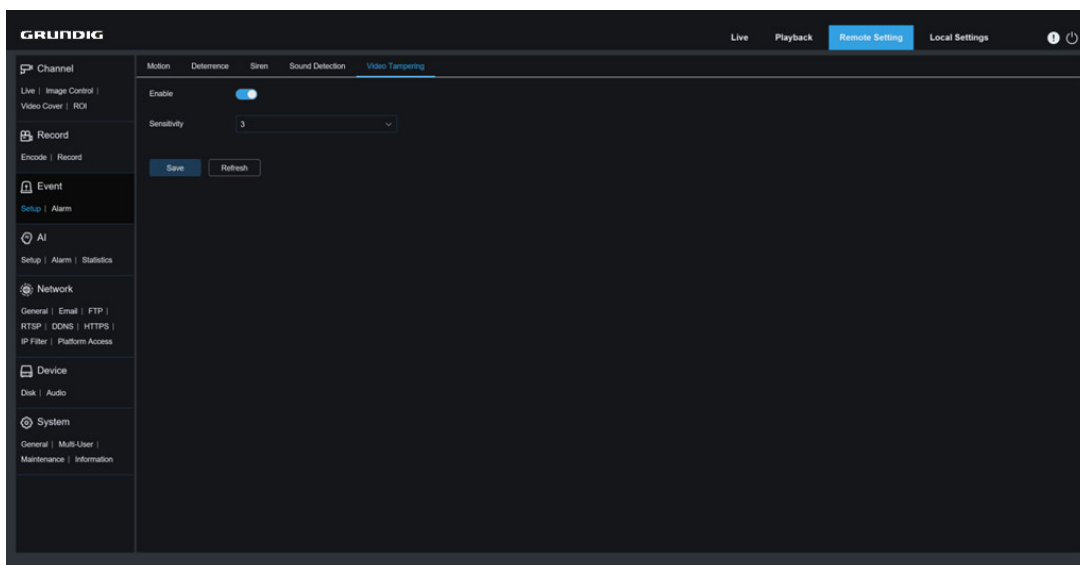 GRUNDIG
Live Playback Remote Setting Local Settings
Channel
Live | Image Control |
Video Cover | ROI
Record
Encode | Record
Event
Setup | Alarm
AI
Setup | Alarm | Statistics
Network
General | Email | FTP |
RTSP | DDNS | HTTPS |
IP Filter | Platform Access
Device
Disk | Audio
System
General | Multi-User |
Maintenance | Information
Motion Deterrence Siren Sound Detection Video Tampering
Enable
Sensitivity 3
Save Refresh